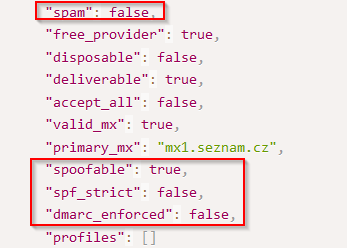 "spam": false,
"free_provider": true,
"disposable": false,
"deliverable": true,
"accept_all": false,
"valid_mx": true,
"primary_mx": "mx1.seznam.cz",
"spoofable": true,
"spf_strict": false,
"dmarc_enforced": false,
"profiles": []